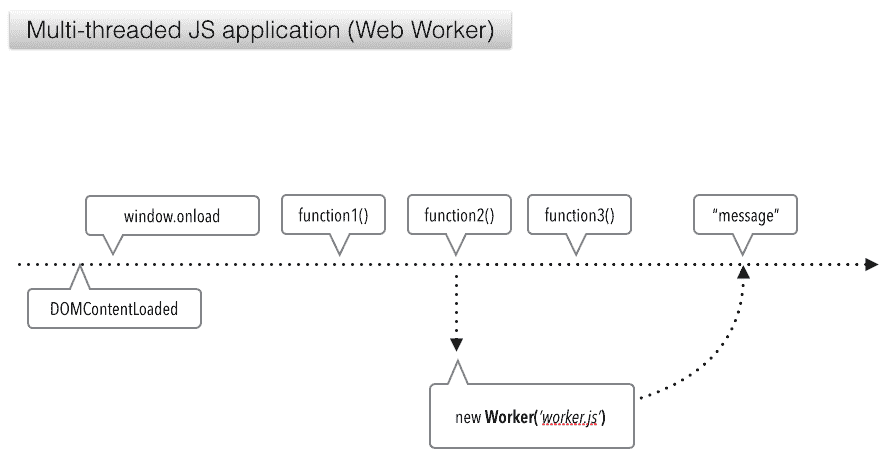 Multi-threaded JS application (Web Worker)
window.onload
function1()
function2()
function3()
“message”
DOMContentLoaded
new Worker(‘worker.js’)